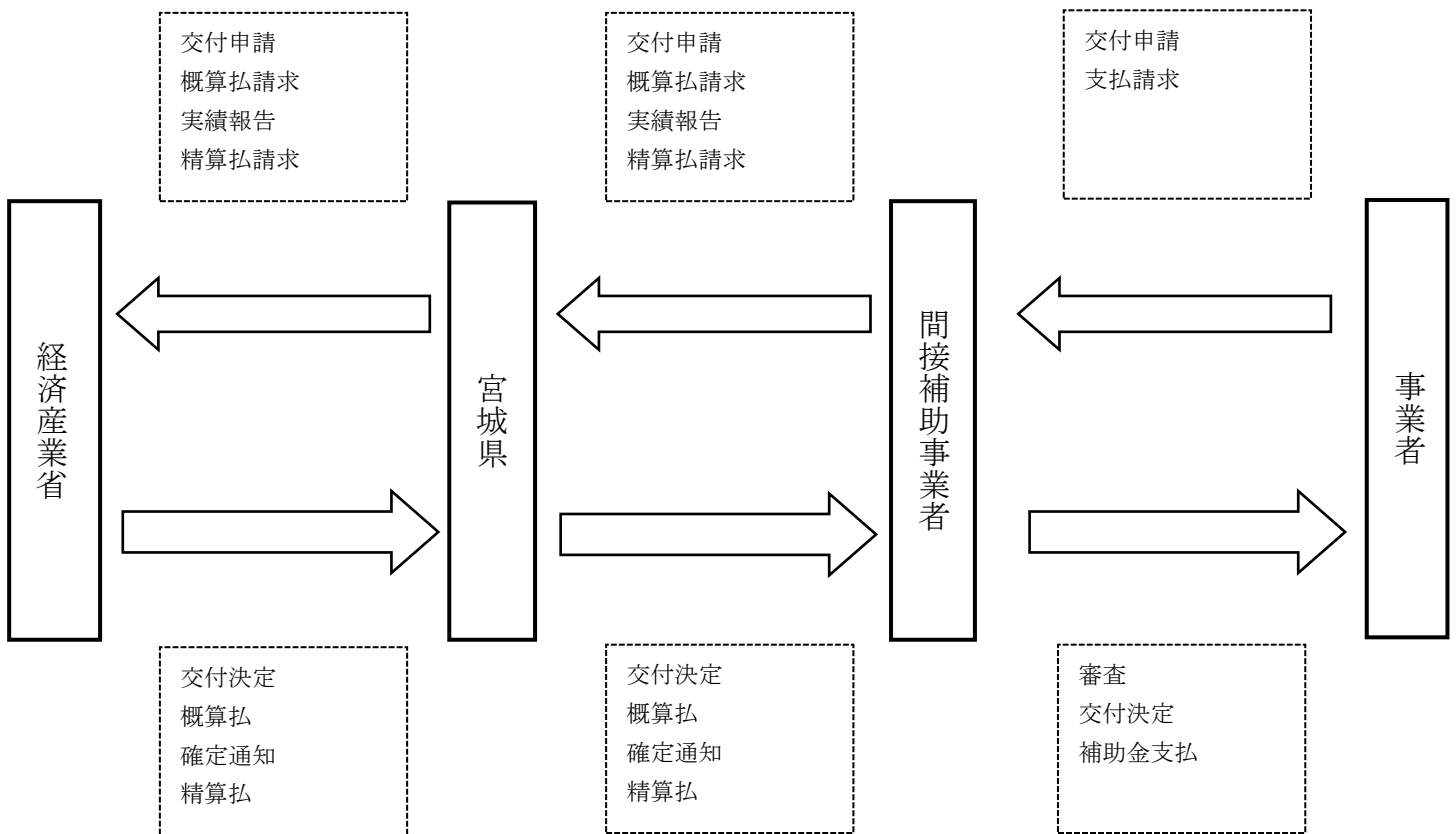 交付申請
概算払請求
実績報告
精算払請求
交付申請
概算払請求
実績報告
精算払請求
交付申請
支払請求
経済産業省
宮城県
間接補助事業者
事業者
交付決定
概算払
確定通知
精算払
交付決定
概算払
確定通知
精算払
審査
交付決定
補助金支払